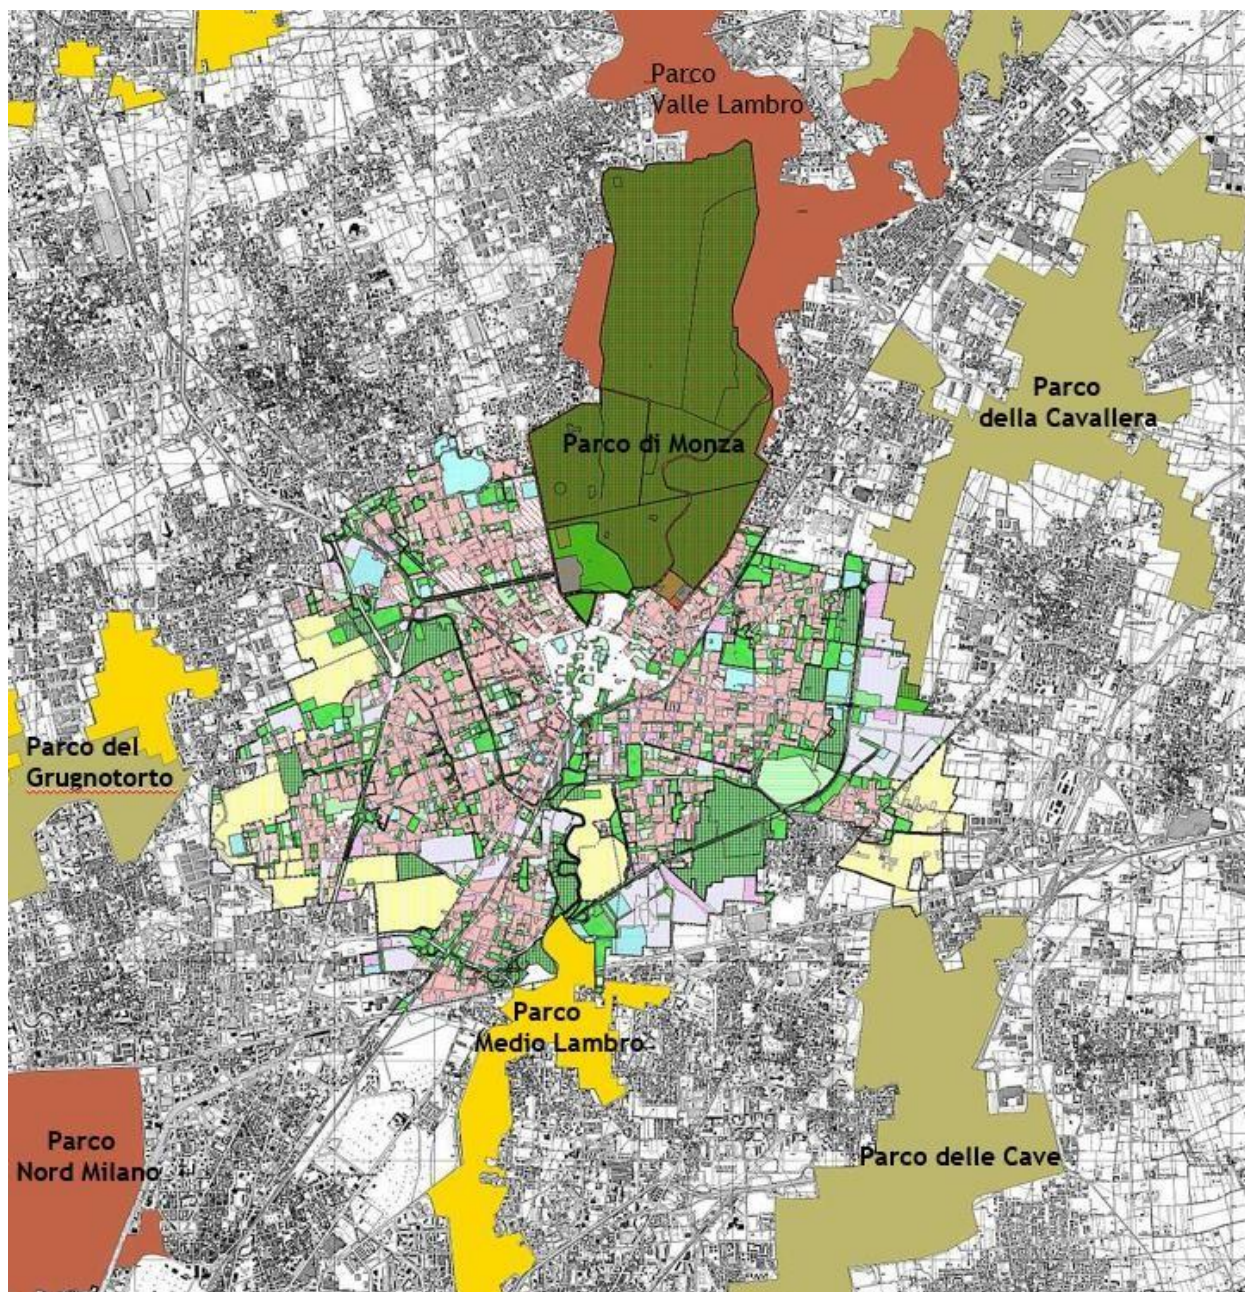 Parco
Valle Lambro
Parco
della Cavallera
Parco di Monza
Parco del
Grugnotorto
Parco
Medio Lambro
Parco
Nord Milano
Parco delle Cave